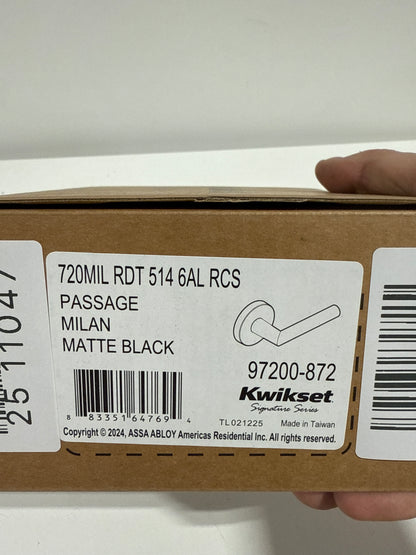 720MIL RDT 514 6AL RCS
PASSAGE
MILAN
MATTE BLACK
97200-872
Kwikset
Signature Series
8 83351 64769 4
TL021225 Made in Taiwan
Copyright © 2024, ASSA ABLOY Americas Residential Inc. All rights reserved.
25 11047